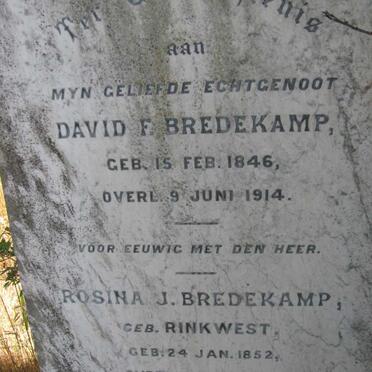 Ter
aan
MYN GELIEFDE ECHTGENOOT
DAVID F. BREDEKAMP,
GEB. 15 FEB. 1846,
OVERL. 9 JUNI 1914.
VOOR EEUWIG MET DEN HEER.
ROSINA J. BREDEKAMP,
GEB. RINKWEST,
GEB. 24 JAN. 1852,